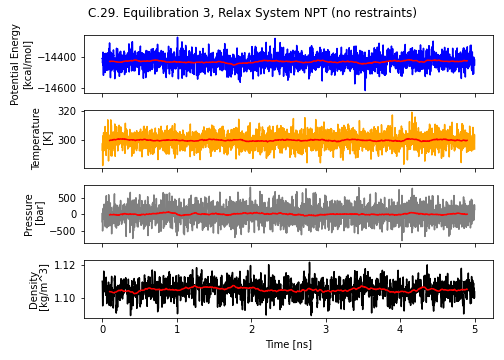 C.29. Equilibration 3, Relax System NPT (no restraints)
Potential Energy
[kcal/mol]
−14400
−14600
Temperature
[K]
320
300
Pressure
[bar]
500
0
−500
Density
[kg/m^3]
1.12
1.10
0 1 2 3 4 5
Time [ns]